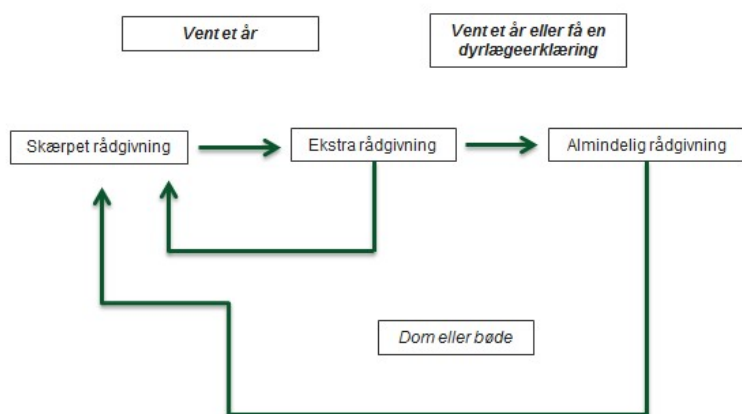 Vent et år
Vent et år eller få en
dyrlægeerklæring
Skærpet rådgivning
Ekstra rådgivning
Almindelig rådgivning
Dom eller bøde